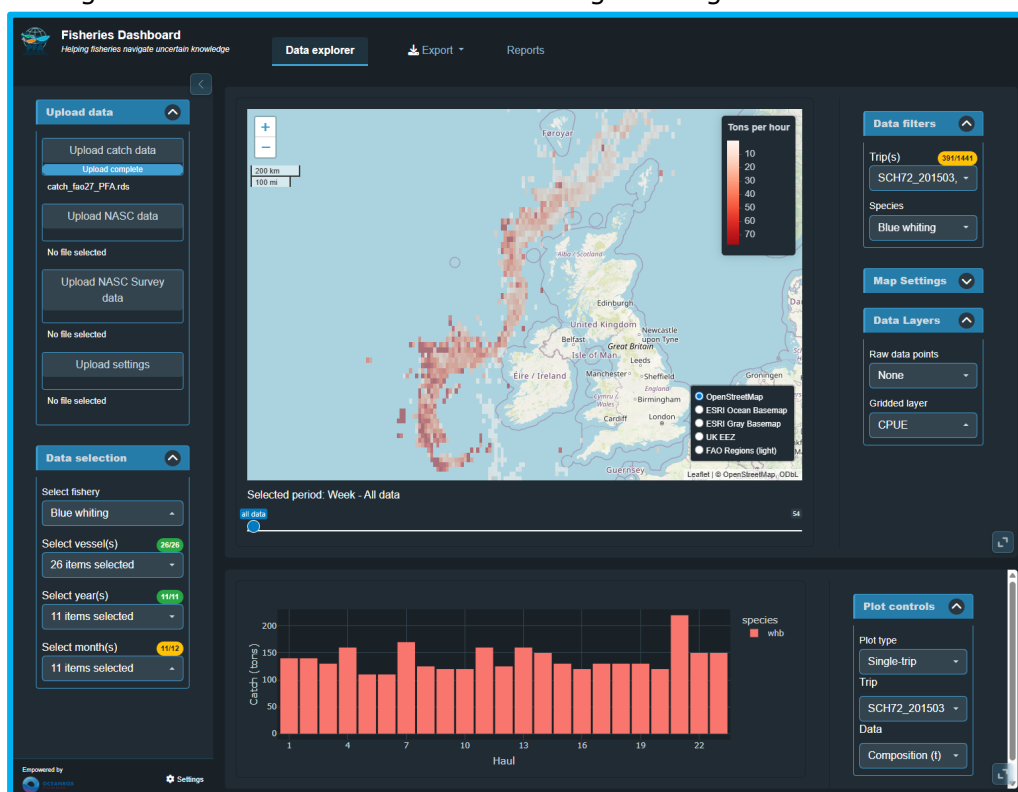 Fisheries Dashboard
Helping fisheries navigate uncertain knowledge
Data explorer
Export
Reports
Upload data
Upload catch data
Upload complete
catch_fao27_PFA.rds
Upload NASC data
No file selected
Upload NASC Survey
data
No file selected
Upload settings
No file selected
Data selection
Select fishery
Blue whiting
Select vessel(s)
26/26
26 items selected
Select year(s)
11/11
11 items selected
Select month(s)
11/12
11 items selected
Empowered by
Settings
+
−
200 km
100 mi
Føroyar
Alba / Scotland
Edinburgh
United Kingdom
Newcastle
upon Tyne
Belfast
Great Britain
Isle of Man
Leeds
Éire / Ireland
Manchester
Sheffield
Groningen
England
Cymru /
Wales
Birmingham
Cardiff
London
Guernsey
Tons per hour
10
20
30
40
50
60
70
OpenStreetMap
ESRI Ocean Basemap
ESRI Gray Basemap
UK EEZ
FAO Regions (light)
Leaflet | © OpenStreetMap, ODbL
Selected period: Week - All data
all data
54
Data filters
Trip(s)
391/1441
SCH72_201503,
Species
Blue whiting
Map Settings
Data Layers
Raw data points
None
Gridded layer
CPUE
Catch (tons)
200
150
100
50
0
1
4
7
10
13
16
19
22
Haul
species
whb
Plot controls
Plot type
Single-trip
Trip
SCH72_201503
Data
Composition (t)